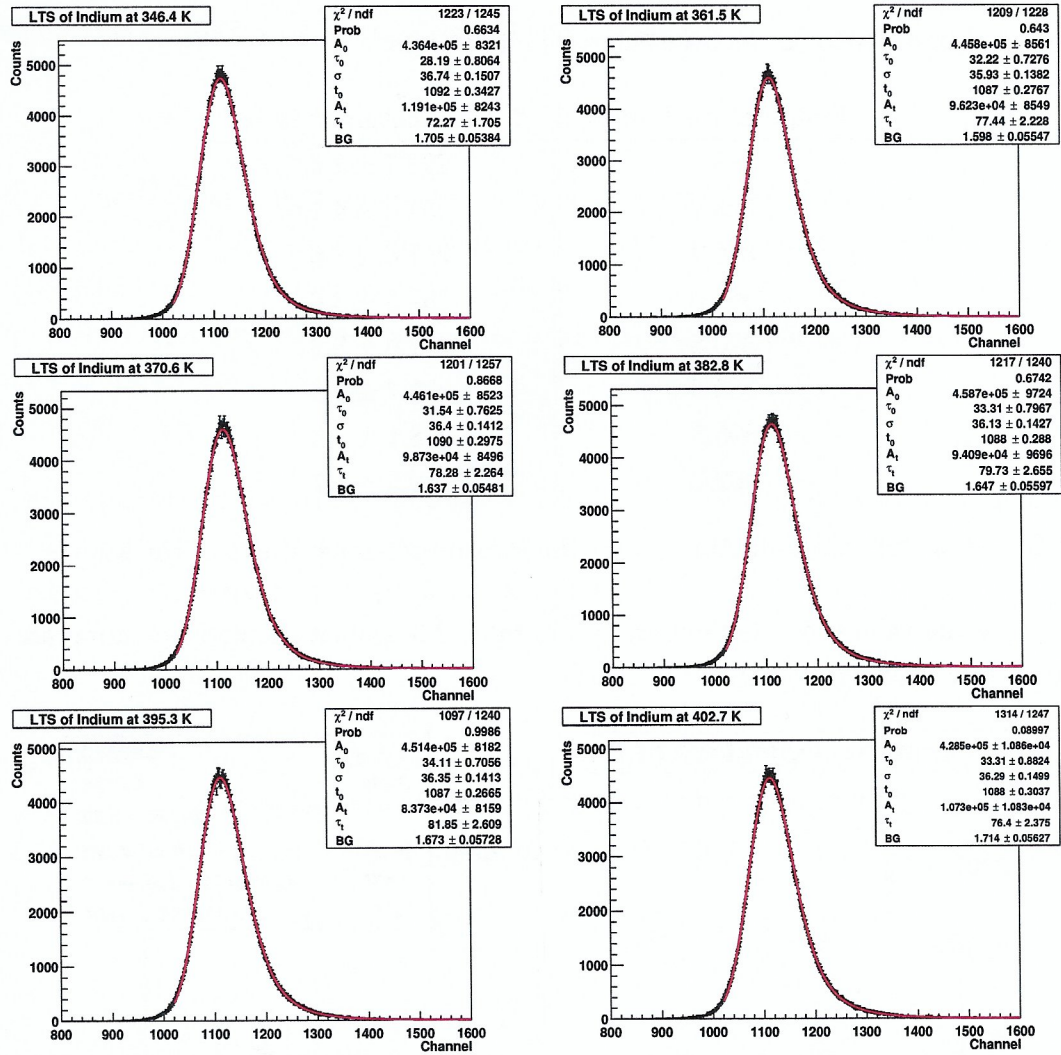 LTS of Indium at 346.4 K
χ² / ndf 1223 / 1245
Prob 0.6634
A₀ 4.364e+05 ± 8321
τ₀ 28.19 ± 0.8064
σ 36.74 ± 0.1507
t₀ 1092 ± 0.3427
Aₜ 1.191e+05 ± 8243
τₜ 72.27 ± 1.705
BG 1.705 ± 0.05384
Counts
5000
4000
3000
2000
1000
0
800 900 1000 1100 1200 1300 1400 1500 1600
Channel
LTS of Indium at 361.5 K
χ² / ndf 1209 / 1228
Prob 0.643
A₀ 4.458e+05 ± 8561
τ₀ 32.22 ± 0.7276
σ 35.93 ± 0.1382
t₀ 1087 ± 0.2767
Aₜ 9.623e+04 ± 8549
τₜ 77.44 ± 2.228
BG 1.598 ± 0.05547
Counts
5000
4000
3000
2000
1000
0
800 900 1000 1100 1200 1300 1400 1500 1600
Channel
LTS of Indium at 370.6 K
χ² / ndf 1201 / 1257
Prob 0.8668
A₀ 4.461e+05 ± 8523
τ₀ 31.54 ± 0.7625
σ 36.4 ± 0.1412
t₀ 1090 ± 0.2975
Aₜ 9.873e+04 ± 8496
τₜ 78.28 ± 2.264
BG 1.637 ± 0.05481
Counts
5000
4000
3000
2000
1000
0
800 900 1000 1100 1200 1300 1400 1500 1600
Channel
LTS of Indium at 382.8 K
χ² / ndf 1217 / 1240
Prob 0.6742
A₀ 4.587e+05 ± 9724
τ₀ 33.31 ± 0.7967
σ 36.13 ± 0.1427
t₀ 1088 ± 0.288
Aₜ 9.409e+04 ± 9696
τₜ 79.73 ± 2.655
BG 1.647 ± 0.05597
Counts
5000
4000
3000
2000
1000
0
800 900 1000 1100 1200 1300 1400 1500 1600
Channel
LTS of Indium at 395.3 K
χ² / ndf 1097 / 1240
Prob 0.9986
A₀ 4.514e+05 ± 8182
τ₀ 34.11 ± 0.7056
σ 36.35 ± 0.1413
t₀ 1087 ± 0.2665
Aₜ 8.373e+04 ± 8159
τₜ 81.85 ± 2.609
BG 1.673 ± 0.05728
Counts
5000
4000
3000
2000
1000
0
800 900 1000 1100 1200 1300 1400 1500 1600
Channel
LTS of Indium at 402.7 K
χ² / ndf 1314 / 1247
Prob 0.08997
A₀ 4.285e+05 ± 1.086e+04
τ₀ 33.31 ± 0.8824
σ 36.29 ± 0.1499
t₀ 1088 ± 0.3037
Aₜ 1.073e+05 ± 1.083e+04
τₜ 76.4 ± 2.375
BG 1.714 ± 0.05627
Counts
5000
4000
3000
2000
1000
0
800 900 1000 1100 1200 1300 1400 1500 1600
Channel